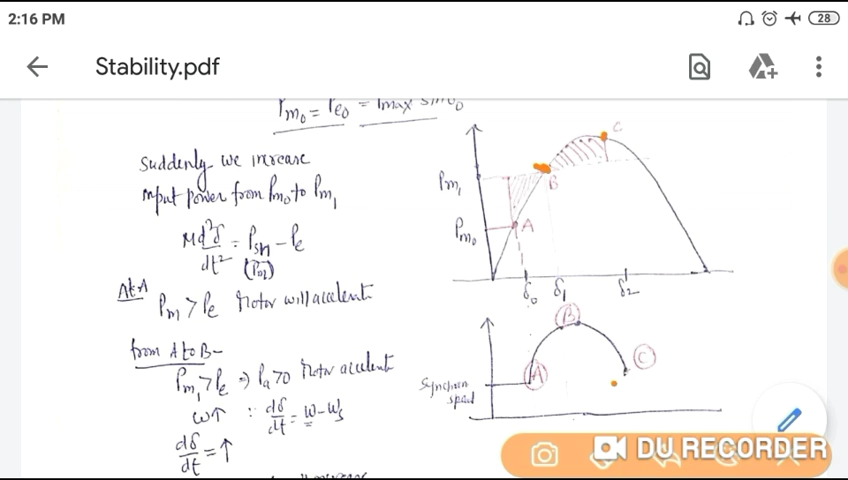 2:16 PM
28
Stability.pdf
Pm₀ = Pe₀ = Pmax sin δ₀
Suddenly we increase
input power from Pm₀ to Pm₁
M d²δ/dt² = Psh - Pe
(Pm)
At A
Pm > Pe Rotor will accelerat
from A to B-
Pm₁ > Pe ⇒ Pa>0 Rotor accelerat
ω↑ ∵ dδ/dt = ω - ωs
dδ/dt = ↑
Pm₁
Pm₀
A
B
C
δ₀ δ₁ δ₂
A
B
C
Synchron
speed
DU RECORDER